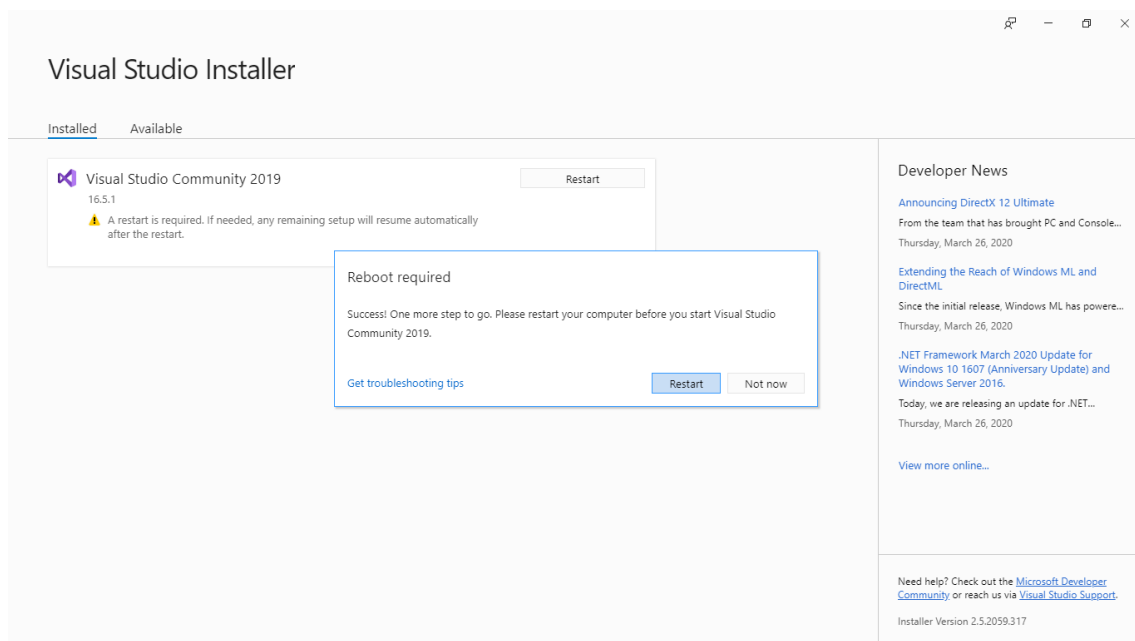 Visual Studio Installer
Installed
Available
Visual Studio Community 2019
Restart
16.5.1
A restart is required. If needed, any remaining setup will resume automatically
after the restart.
Reboot required
Success! One more step to go. Please restart your computer before you start Visual Studio
Community 2019.
Get troubleshooting tips
Restart
Not now
Developer News
Announcing DirectX 12 Ultimate
From the team that has brought PC and Console...
Thursday, March 26, 2020
Extending the Reach of Windows ML and
DirectML
Since the initial release, Windows ML has powere...
Thursday, March 26, 2020
.NET Framework March 2020 Update for
Windows 10 1607 (Anniversary Update) and
Windows Server 2016.
Today, we are releasing an update for .NET...
Thursday, March 26, 2020
View more online...
Need help? Check out the Microsoft Developer
Community or reach us via Visual Studio Support.
Installer Version 2.5.2059.317